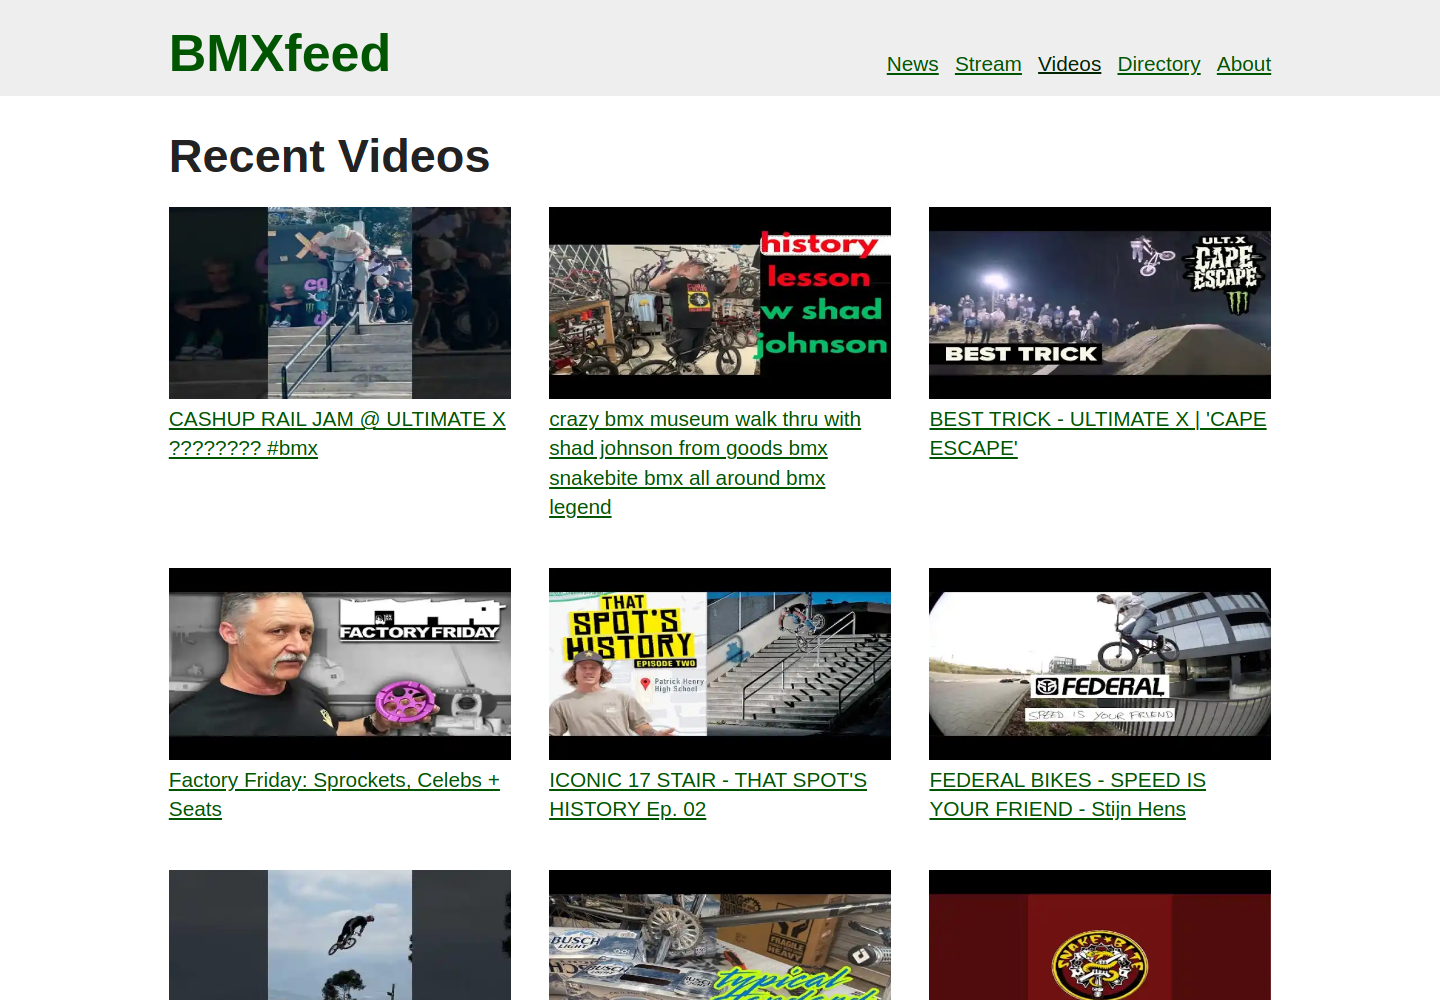 BMXfeed
News Stream Videos Directory About
Recent Videos
history
lesson
w shad
johnson
ULT.X
CAPE
ESCAPE
BEST TRICK
CASHUP RAIL JAM @ ULTIMATE X
???????? #bmx
crazy bmx museum walk thru with
shad johnson from goods bmx
snakebite bmx all around bmx
legend
BEST TRICK - ULTIMATE X | 'CAPE
ESCAPE'
FACTORY FRIDAY
THAT
SPOT'S
HISTORY
EPISODE TWO
Patrick Henry
High School
FEDERAL
SPEED IS YOUR FRIEND
Factory Friday: Sprockets, Celebs +
Seats
ICONIC 17 STAIR - THAT SPOT'S
HISTORY Ep. 02
FEDERAL BIKES - SPEED IS
YOUR FRIEND - Stijn Hens
BUSCH
LIGHT
FRAGILE
HEAVY
typical
SNAKE BITE